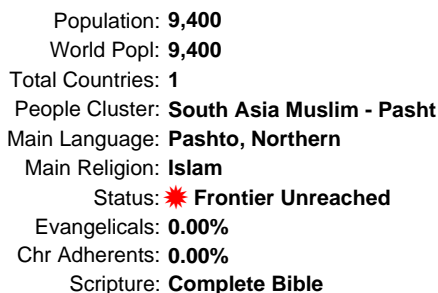 Population: 9,400
World Popl: 9,400
Total Countries: 1
People Cluster: South Asia Muslim - Pasht
Main Language: Pashto, Northern
Main Religion: Islam
Status: Frontier Unreached
Evangelicals: 0.00%
Chr Adherents: 0.00%
Scripture: Complete Bible